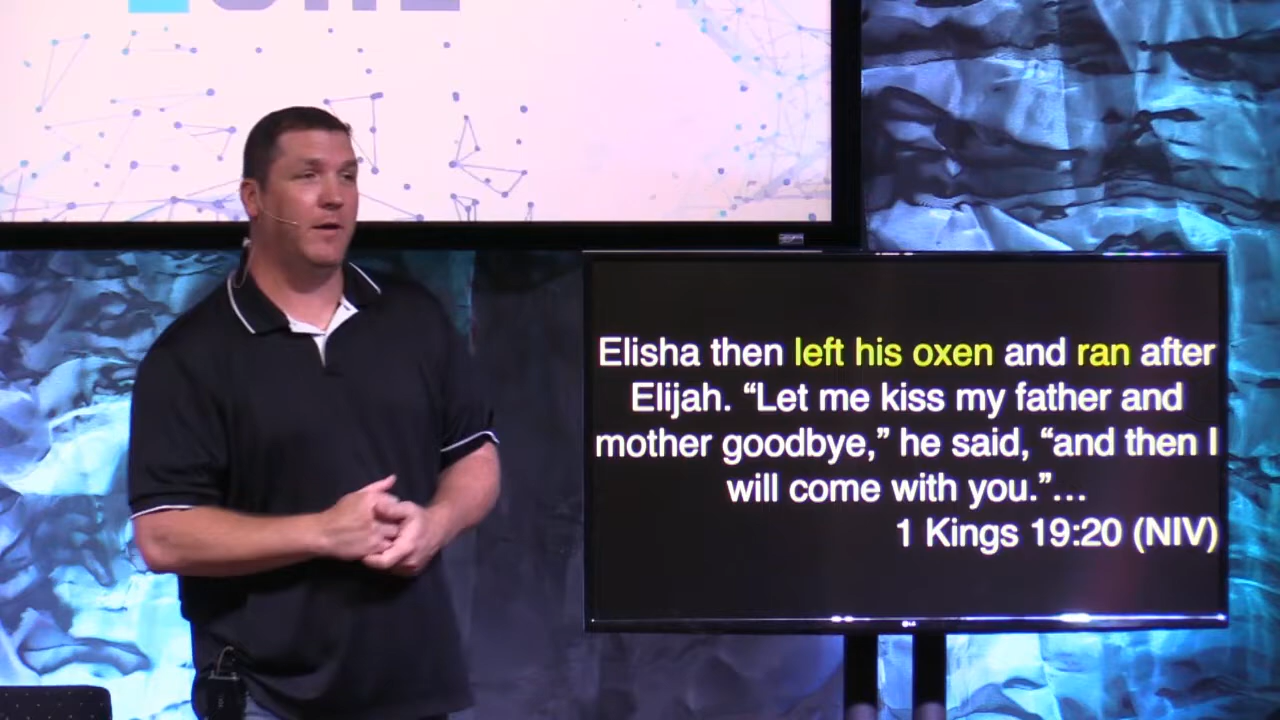 Elisha then left his oxen and ran after
Elijah. “Let me kiss my father and
mother goodbye,” he said, “and then I
will come with you.”…
1 Kings 19:20 (NIV)
LG